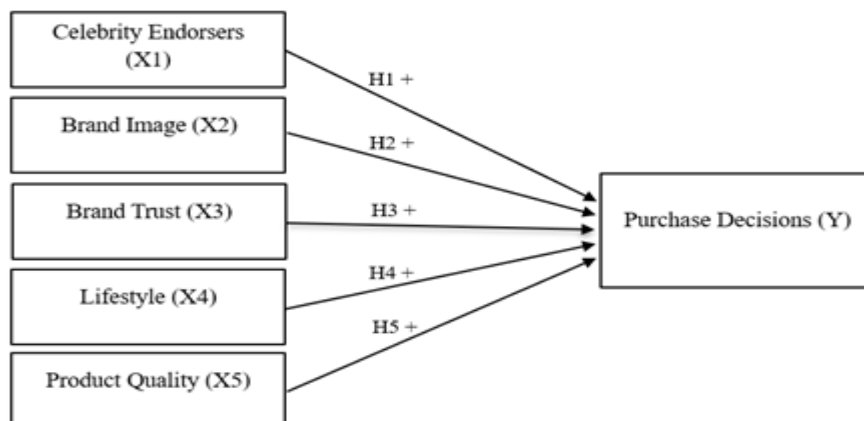 Celebrity Endorsers
(X1)
H1 +
Brand Image (X2)
H2 +
Brand Trust (X3)
H3 +
Purchase Decisions (Y)
Lifestyle (X4)
H4 +
Product Quality (X5)
H5 +